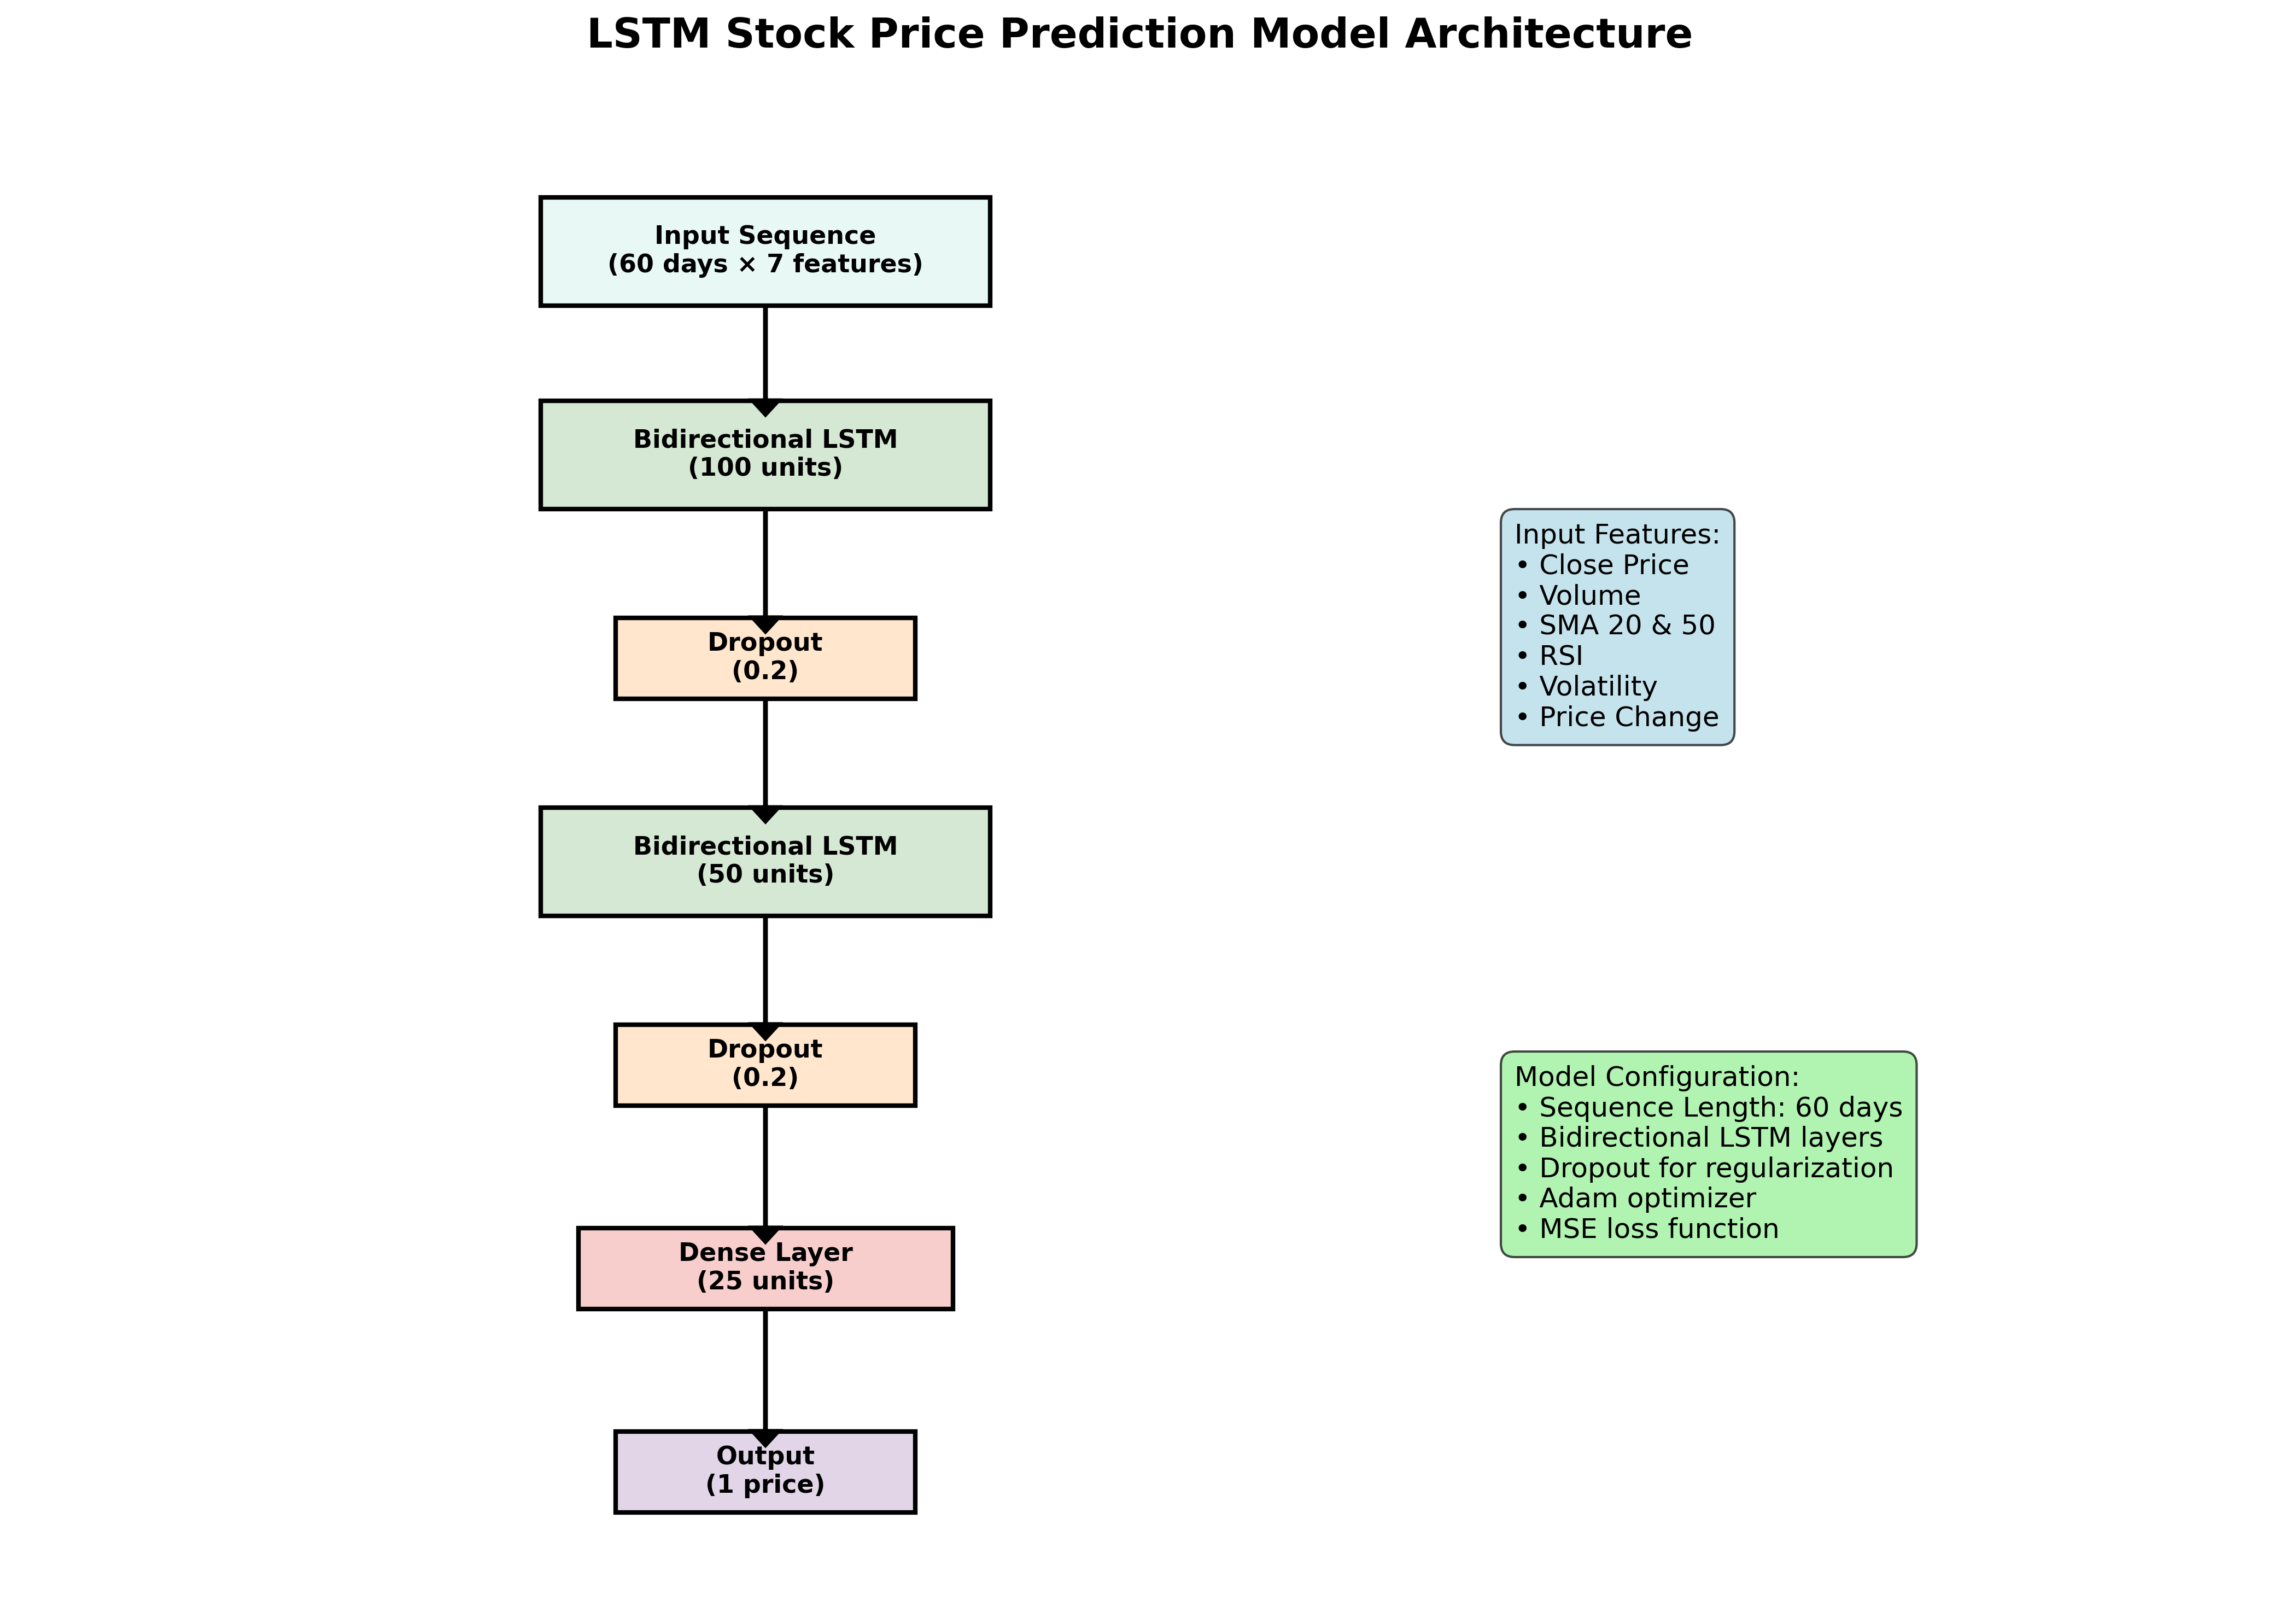 LSTM Stock Price Prediction Model Architecture
Input Sequence
(60 days × 7 features)
Bidirectional LSTM
(100 units)
Dropout
(0.2)
Bidirectional LSTM
(50 units)
Dropout
(0.2)
Dense Layer
(25 units)
Output
(1 price)
Input Features:
• Close Price
• Volume
• SMA 20 & 50
• RSI
• Volatility
• Price Change
Model Configuration:
• Sequence Length: 60 days
• Bidirectional LSTM layers
• Dropout for regularization
• Adam optimizer
• MSE loss function